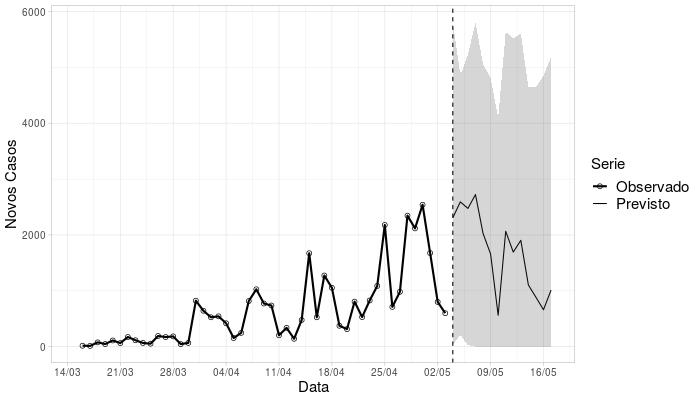 6000
4000
2000
0
Novos Casos
14/03 21/03 28/03 04/04 11/04 18/04 25/04 02/05 09/05 16/05
Data
Serie
Observado
Previsto